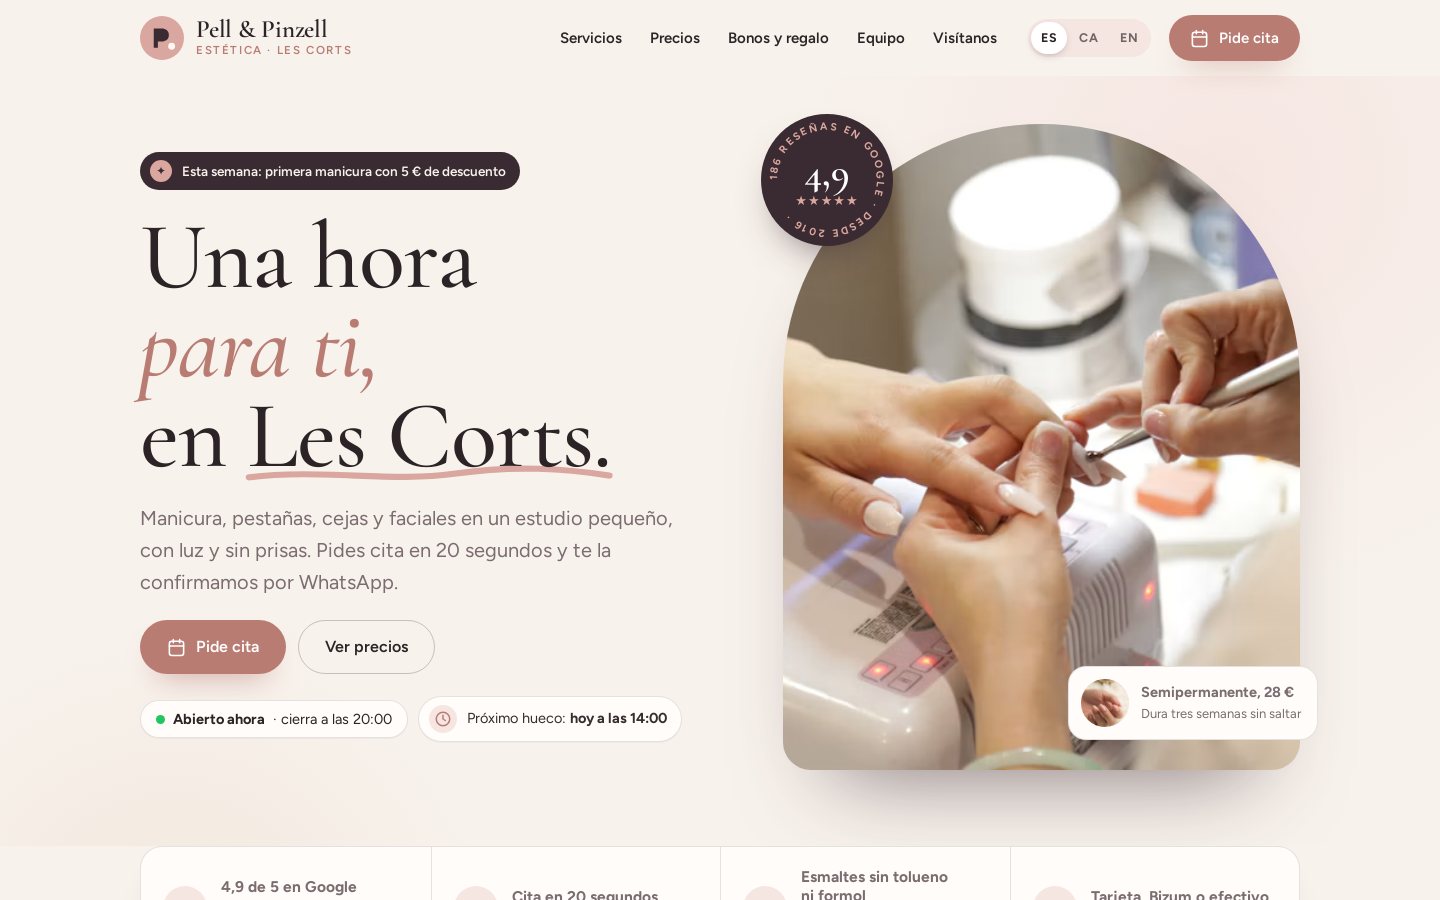 Pell & Pinzell
ESTÉTICA · LES CORTS
Servicios
Precios
Bonos y regalo
Equipo
Visítanos
ES
CA
EN
Pide cita
Esta semana: primera manicura con 5 € de descuento
Una hora
para ti,
en Les Corts.
Manicura, pestañas, cejas y faciales en un estudio pequeño,
con luz y sin prisas. Pides cita en 20 segundos y te la
confirmamos por WhatsApp.
Pide cita
Ver precios
Abierto ahora · cierra a las 20:00
Próximo hueco: hoy a las 14:00
186 RESEÑAS EN GOOGLE · DESDE 2016 ·
4,9
★★★★★
Semipermanente, 28 €
Dura tres semanas sin saltar
4,9 de 5 en Google
Cita en 20 segundos
Esmaltes sin tolueno
ni formol
Tarjeta, Bizum o efectivo